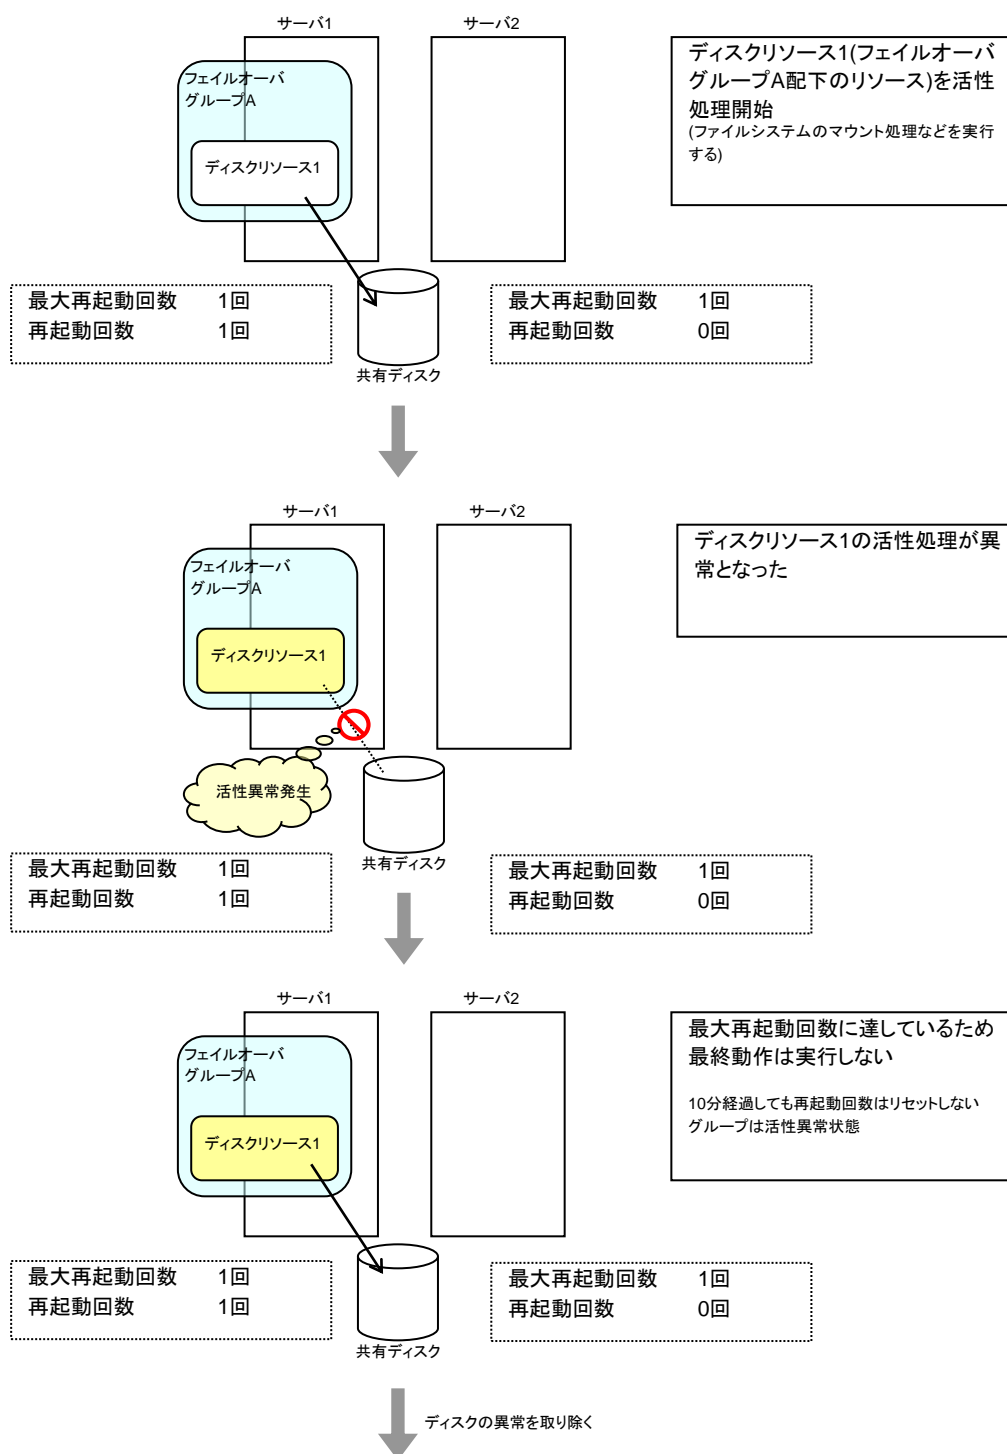 サーバ1
サーバ2
フェイルオーバ
グループA
ディスクリソース1
ディスクリソース1(フェイルオーバ
グループA配下のリソース)を活性
処理開始
(ファイルシステムのマウント処理などを実行
する)
最大再起動回数 1回
再起動回数 1回
共有ディスク
最大再起動回数 1回
再起動回数 0回
サーバ1
サーバ2
フェイルオーバ
グループA
ディスクリソース1
ディスクリソース1の活性処理が異
常となった
活性異常発生
最大再起動回数 1回
再起動回数 1回
共有ディスク
最大再起動回数 1回
再起動回数 0回
サーバ1
サーバ2
フェイルオーバ
グループA
ディスクリソース1
最大再起動回数に達しているため
最終動作は実行しない
10分経過しても再起動回数はリセットしない
グループは活性異常状態
最大再起動回数 1回
再起動回数 1回
共有ディスク
最大再起動回数 1回
再起動回数 0回
ディスクの異常を取り除く